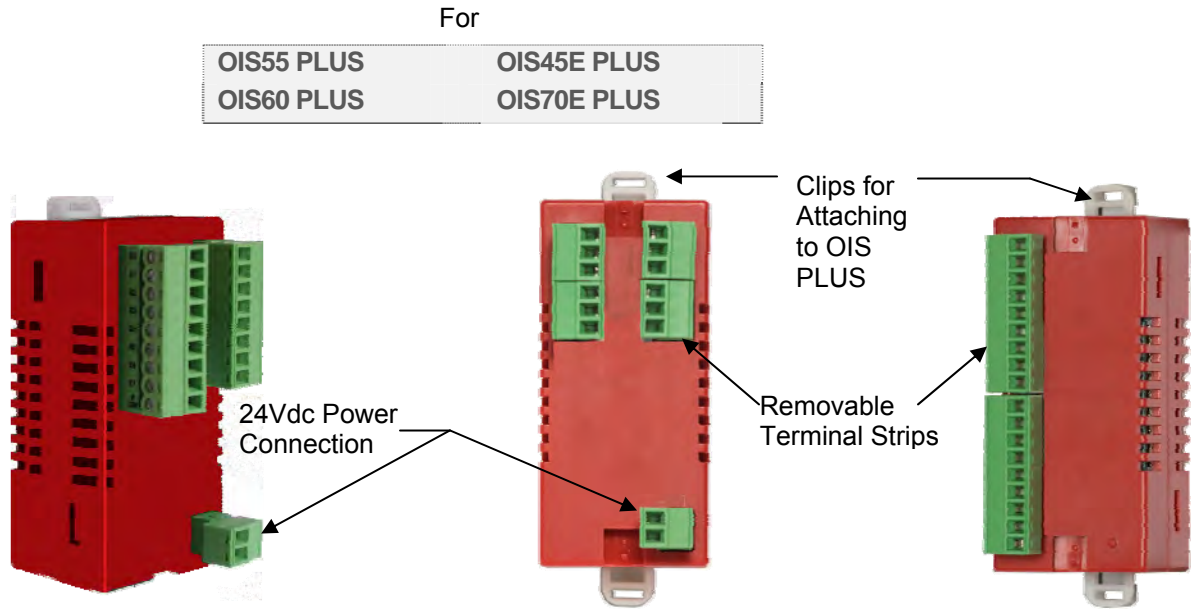 For
OIS55 PLUS OIS45E PLUS
OIS60 PLUS OIS70E PLUS
Clips for
Attaching
to OIS
PLUS
24Vdc Power
Connection
Removable
Terminal Strips